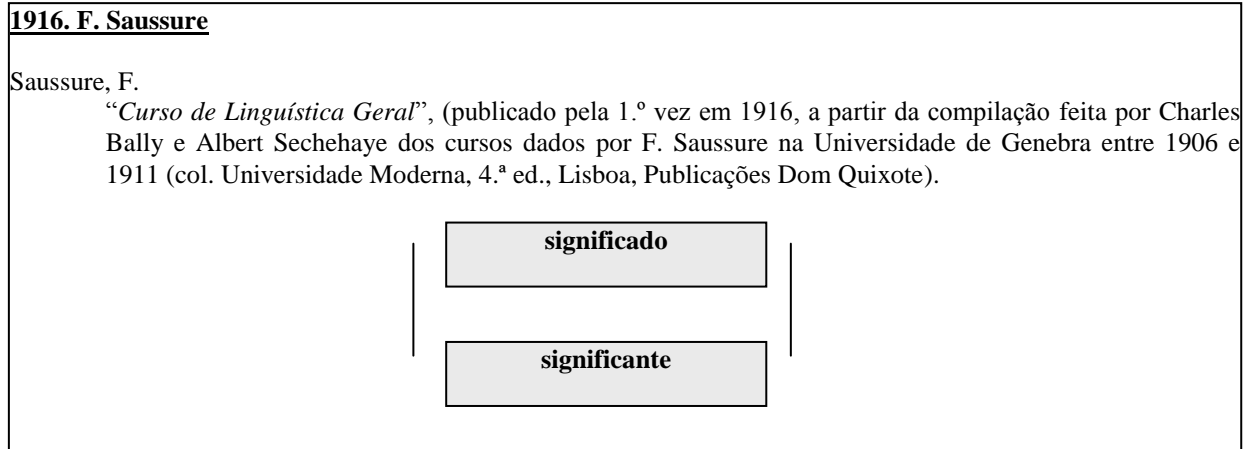 1916. F. Saussure
Saussure, F.
“Curso de Linguística Geral”, (publicado pela 1.º vez em 1916, a partir da compilação feita por Charles
Bally e Albert Sechehaye dos cursos dados por F. Saussure na Universidade de Genebra entre 1906 e
1911 (col. Universidade Moderna, 4.ª ed., Lisboa, Publicações Dom Quixote).
significado
significante